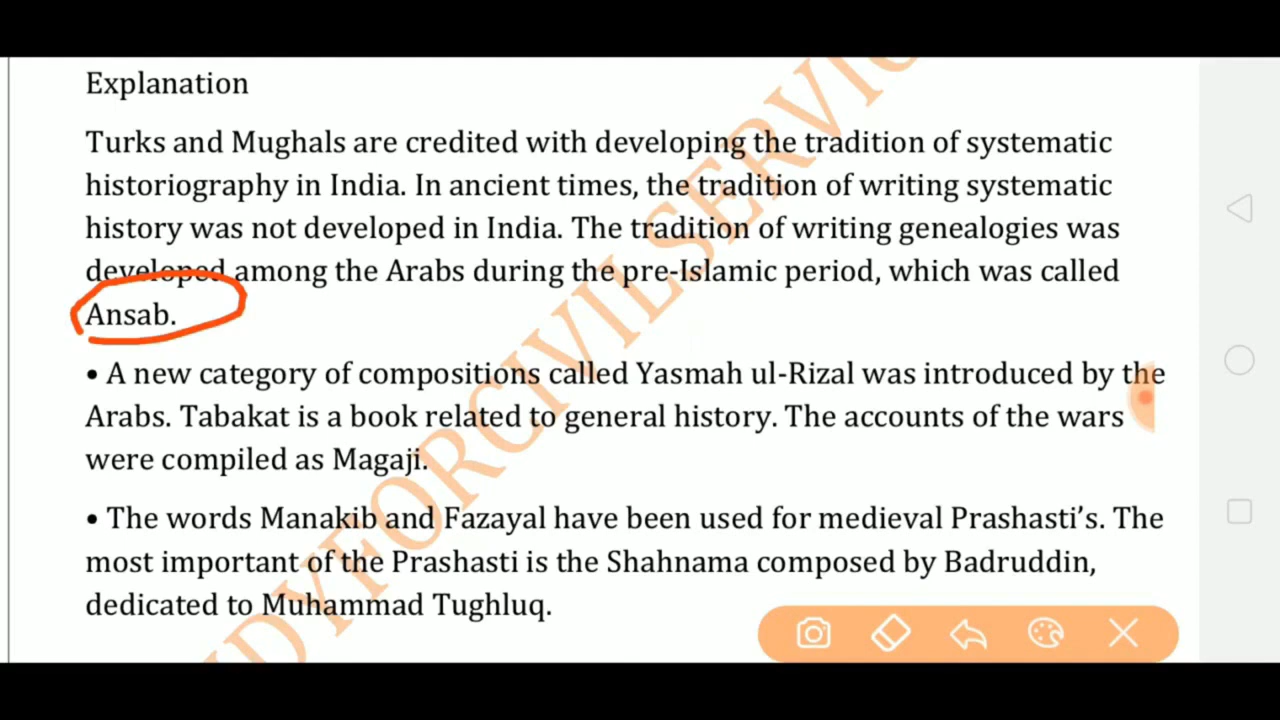 Explanation
Turks and Mughals are credited with developing the tradition of systematic
historiography in India. In ancient times, the tradition of writing systematic
history was not developed in India. The tradition of writing genealogies was
developed among the Arabs during the pre-Islamic period, which was called
Ansab.
• A new category of compositions called Yasmah ul-Rizal was introduced by the
Arabs. Tabakat is a book related to general history. The accounts of the wars
were compiled as Magaji.
• The words Manakib and Fazayal have been used for medieval Prashasti’s. The
most important of the Prashasti is the Shahnama composed by Badruddin,
dedicated to Muhammad Tughluq.
DYFORCIVILSERVIC